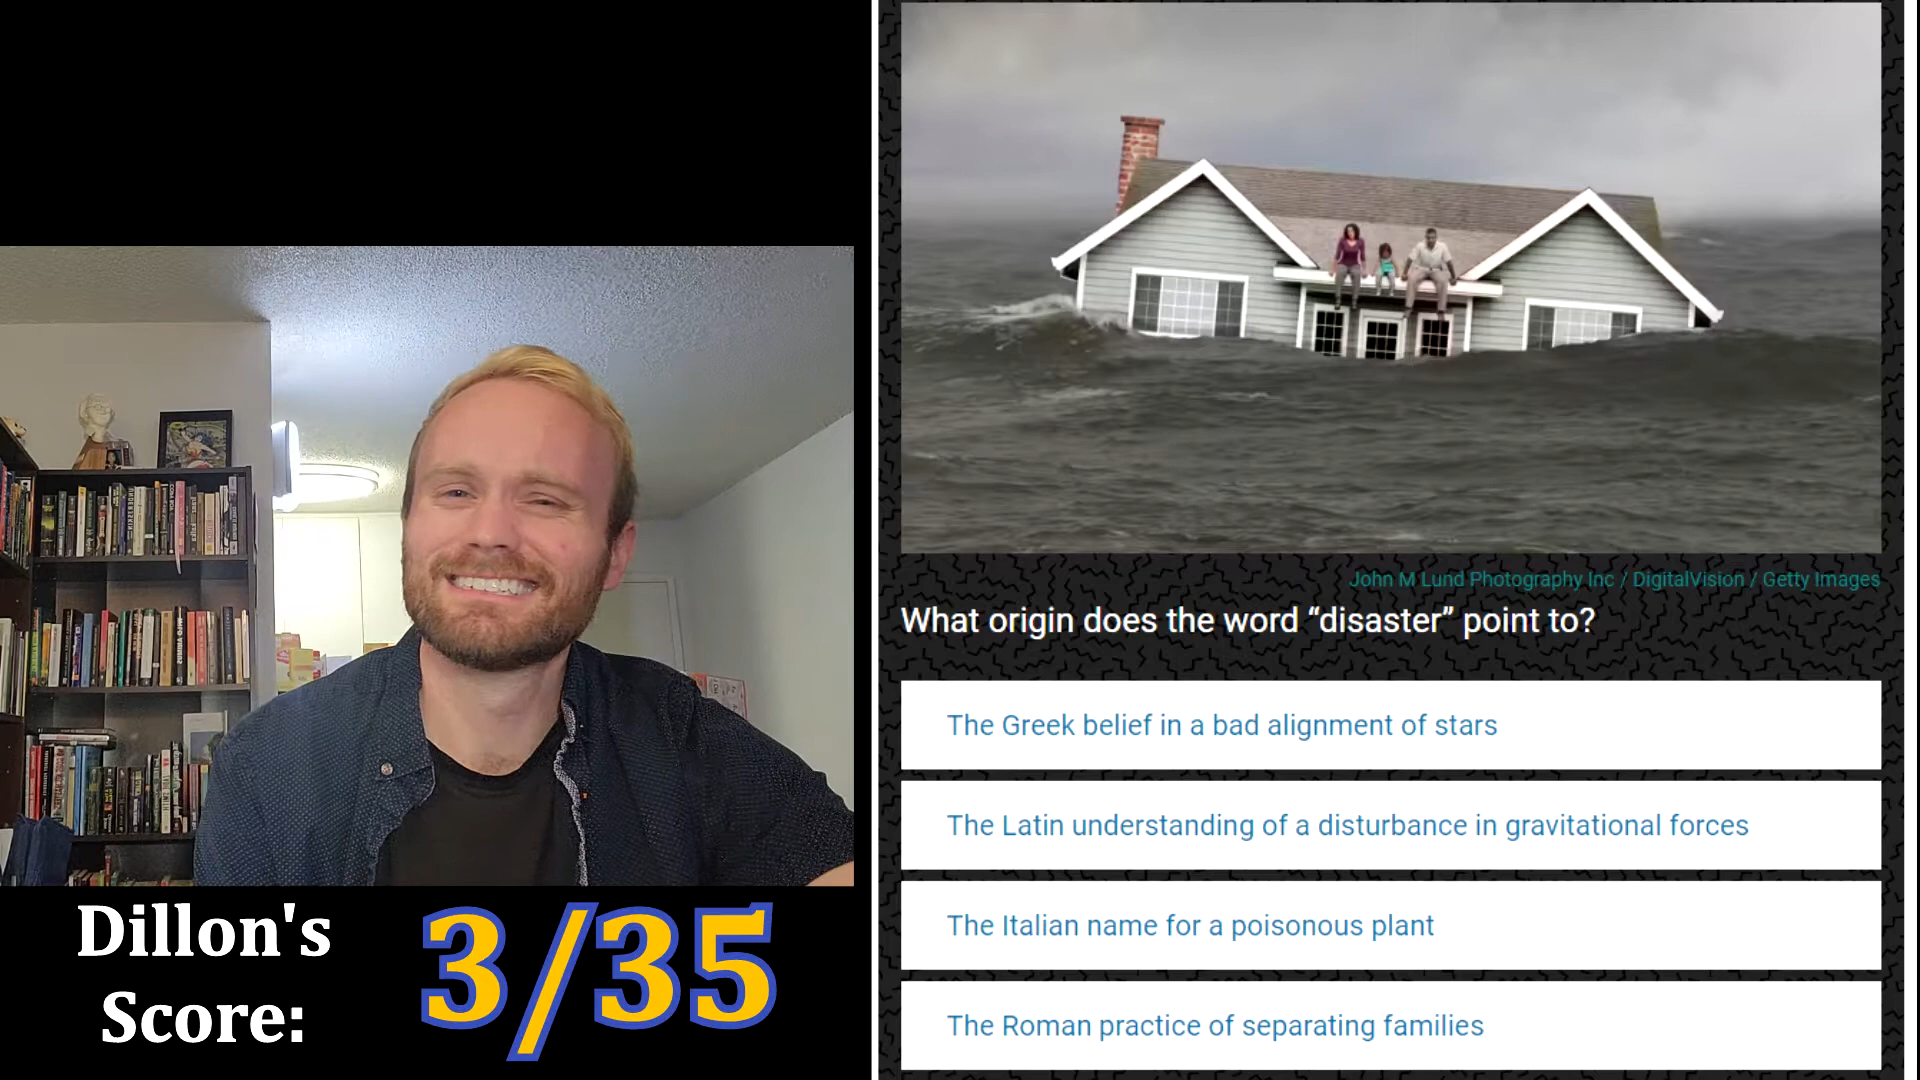 John M Lund Photography Inc / DigitalVision / Getty Images
What origin does the word “disaster” point to?
The Greek belief in a bad alignment of stars
The Latin understanding of a disturbance in gravitational forces
The Italian name for a poisonous plant
The Roman practice of separating families
Dillon's
Score:
3/35